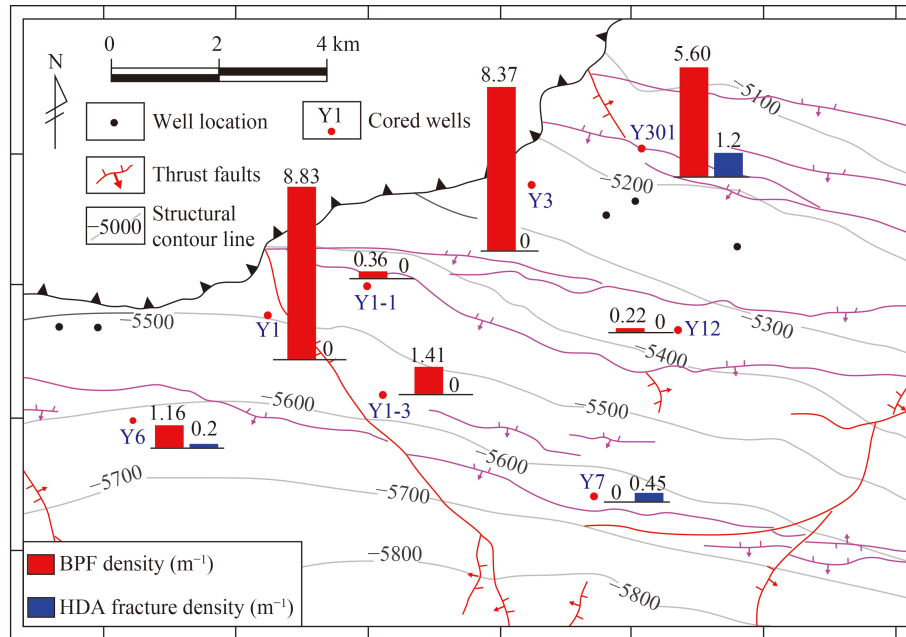 0 2 4 km
N
Well location
Y1 Cored wells
Thrust faults
−5000 Structural contour line
8.83
0
8.37
0
5.60
1.2
−5100
Y301
−5200
Y3
0.36 0
Y1-1
Y1
−5500
0.22 0
Y12
−5300
−5400
1.41
0
Y1-3
−5500
−5600
1.16
0.2
Y6
−5600
−5700
−5700
Y7
0 0.45
−5800
−5800
BPF density (m⁻¹)
HDA fracture density (m⁻¹)